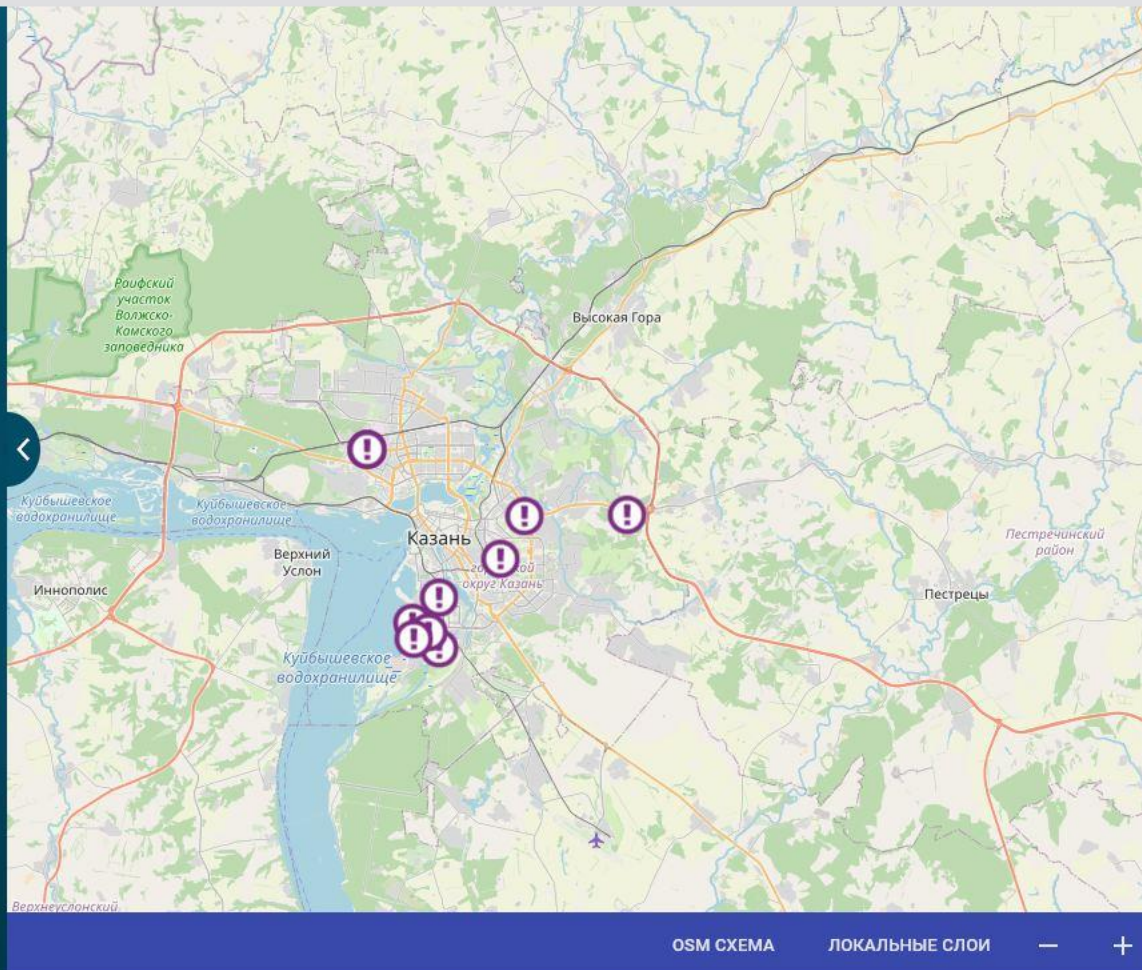 Раифский
участок
Волжско-
Камского
заповедника
Высокая Гора
Куйбышевское
водохранилище
Куйбышевское
водохранилище
Казань
Верхний
Услон
Пестречинский
район
округ Казань
Иннополис
Пестрецы
Куйбышевское
водохранилище
Верхнеуслонский
OSM СХЕМА
ЛОКАЛЬНЫЕ СЛОИ